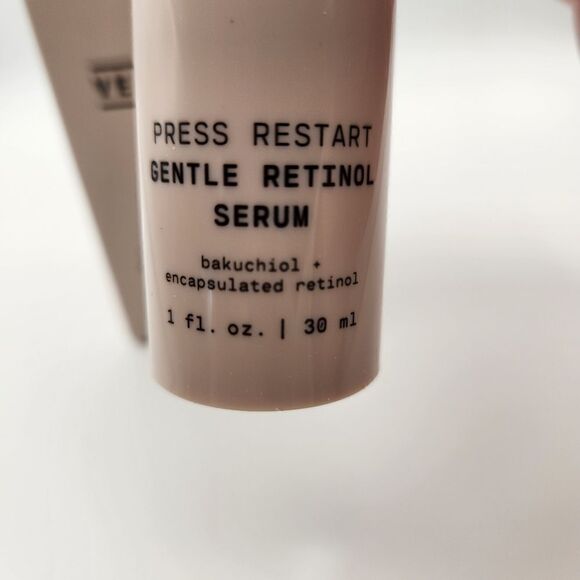 PRESS RESTART
GENTLE RETINOL
SERUM
bakuchiol +
encapsulated retinol
1 fl. oz. | 30 ml